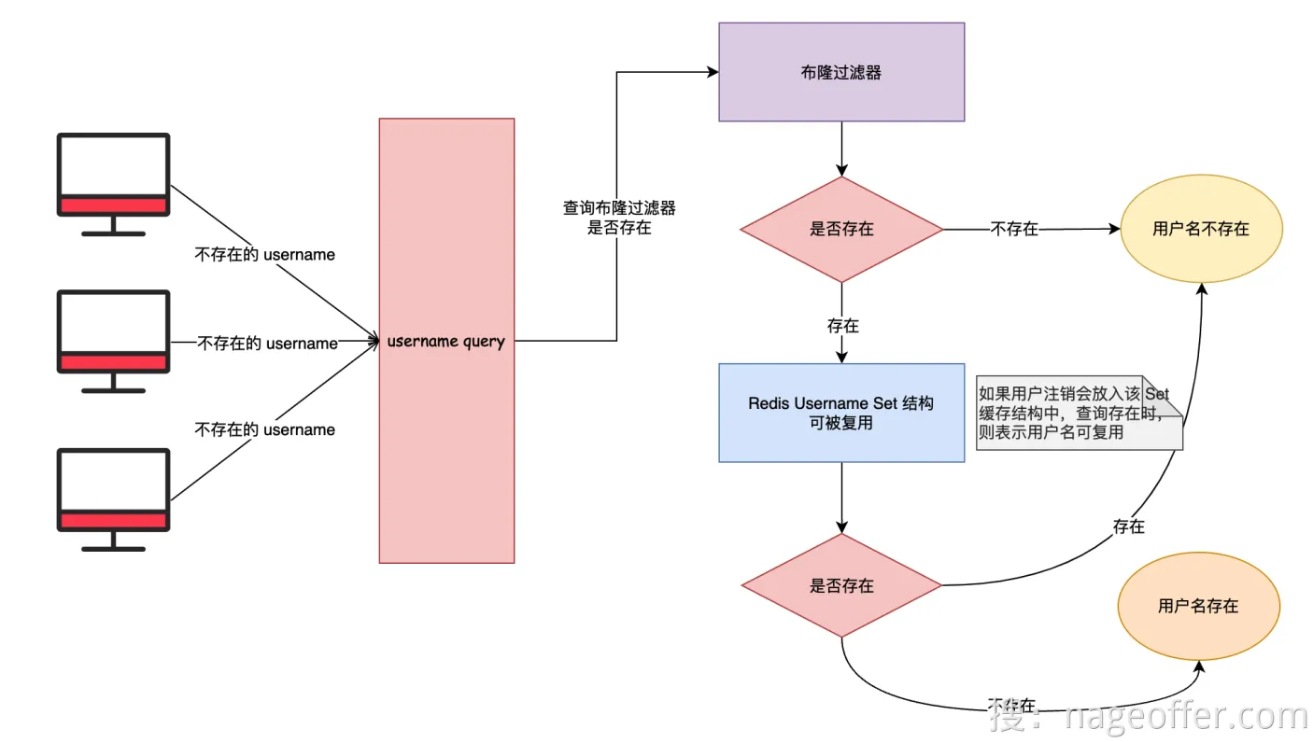 布隆过滤器
不存在的 username
查询布隆过滤器
是否存在
是否存在
不存在
用户名不存在
不存在的 username
username query
存在
Redis Username Set 结构
可被复用
如果用户注销会放入该 Set
缓存结构中，查询存在时，
则表示用户名可复用
不存在的 username
存在
是否存在
用户名存在
不存在
搜：nageoffer.com